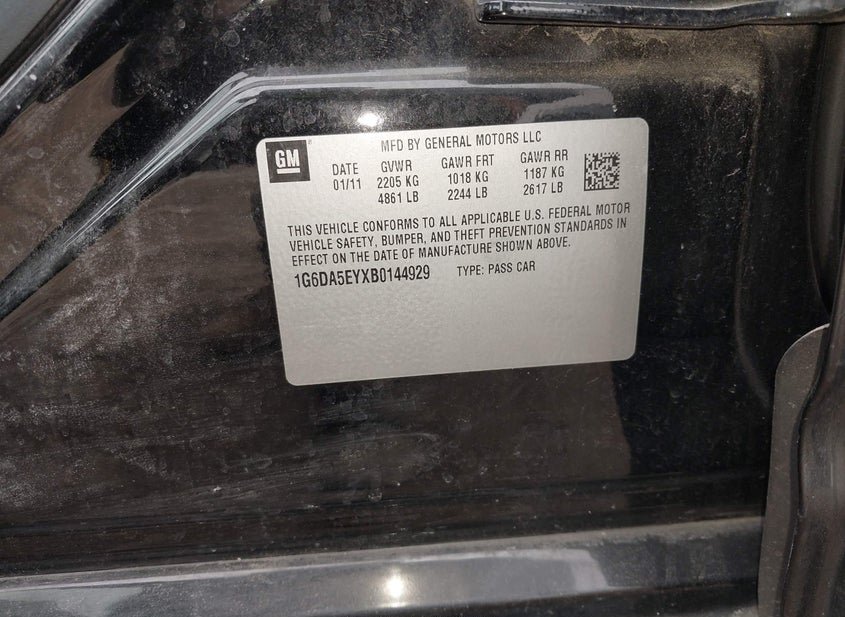 GM
MFD BY GENERAL MOTORS LLC
DATE GVWR GAWR FRT GAWR RR
01/11 2205 KG 1018 KG 1187 KG
4861 LB 2244 LB 2617 LB
THIS VEHICLE CONFORMS TO ALL APPLICABLE U.S. FEDERAL MOTOR
VEHICLE SAFETY, BUMPER, AND THEFT PREVENTION STANDARDS IN
EFFECT ON THE DATE OF MANUFACTURE SHOWN ABOVE.
1G6DA5EYXB0144929 TYPE: PASS CAR